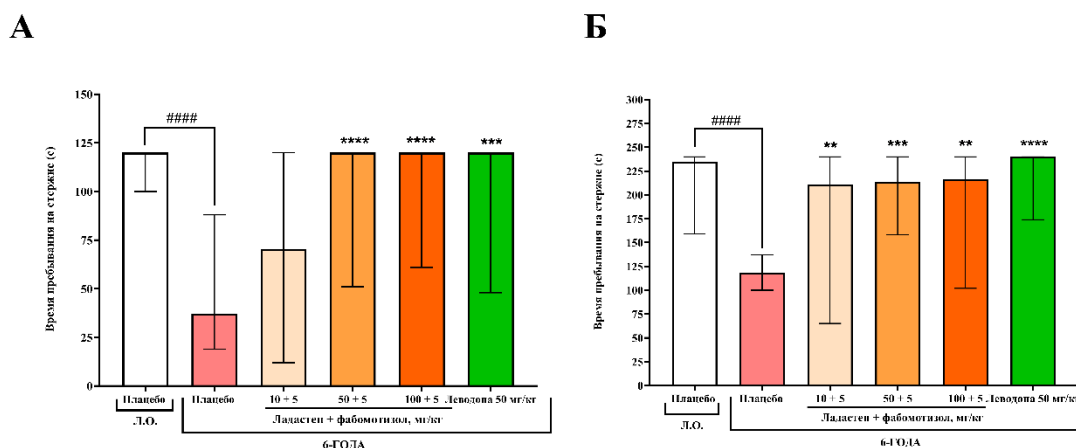 А
Время пребывания на стержне (с)
150
125
100
75
50
25
0
####
****
****
***
Плацебо
Плацебо
10 + 5
50 + 5
100 + 5
Леводопа 50 мг/кг
Л.О.
Ладастен + фабомотизол, мг/кг
6-ГОДА
Б
Время пребывания на стержне (с)
300
275
250
225
200
175
150
125
100
75
50
25
0
####
**
***
**
****
Плацебо
Плацебо
10 + 5
50 + 5
100 + 5
Леводопа 50 мг/кг
Л.О.
Ладастен + фабомотизол, мг/кг
6-ГОДА